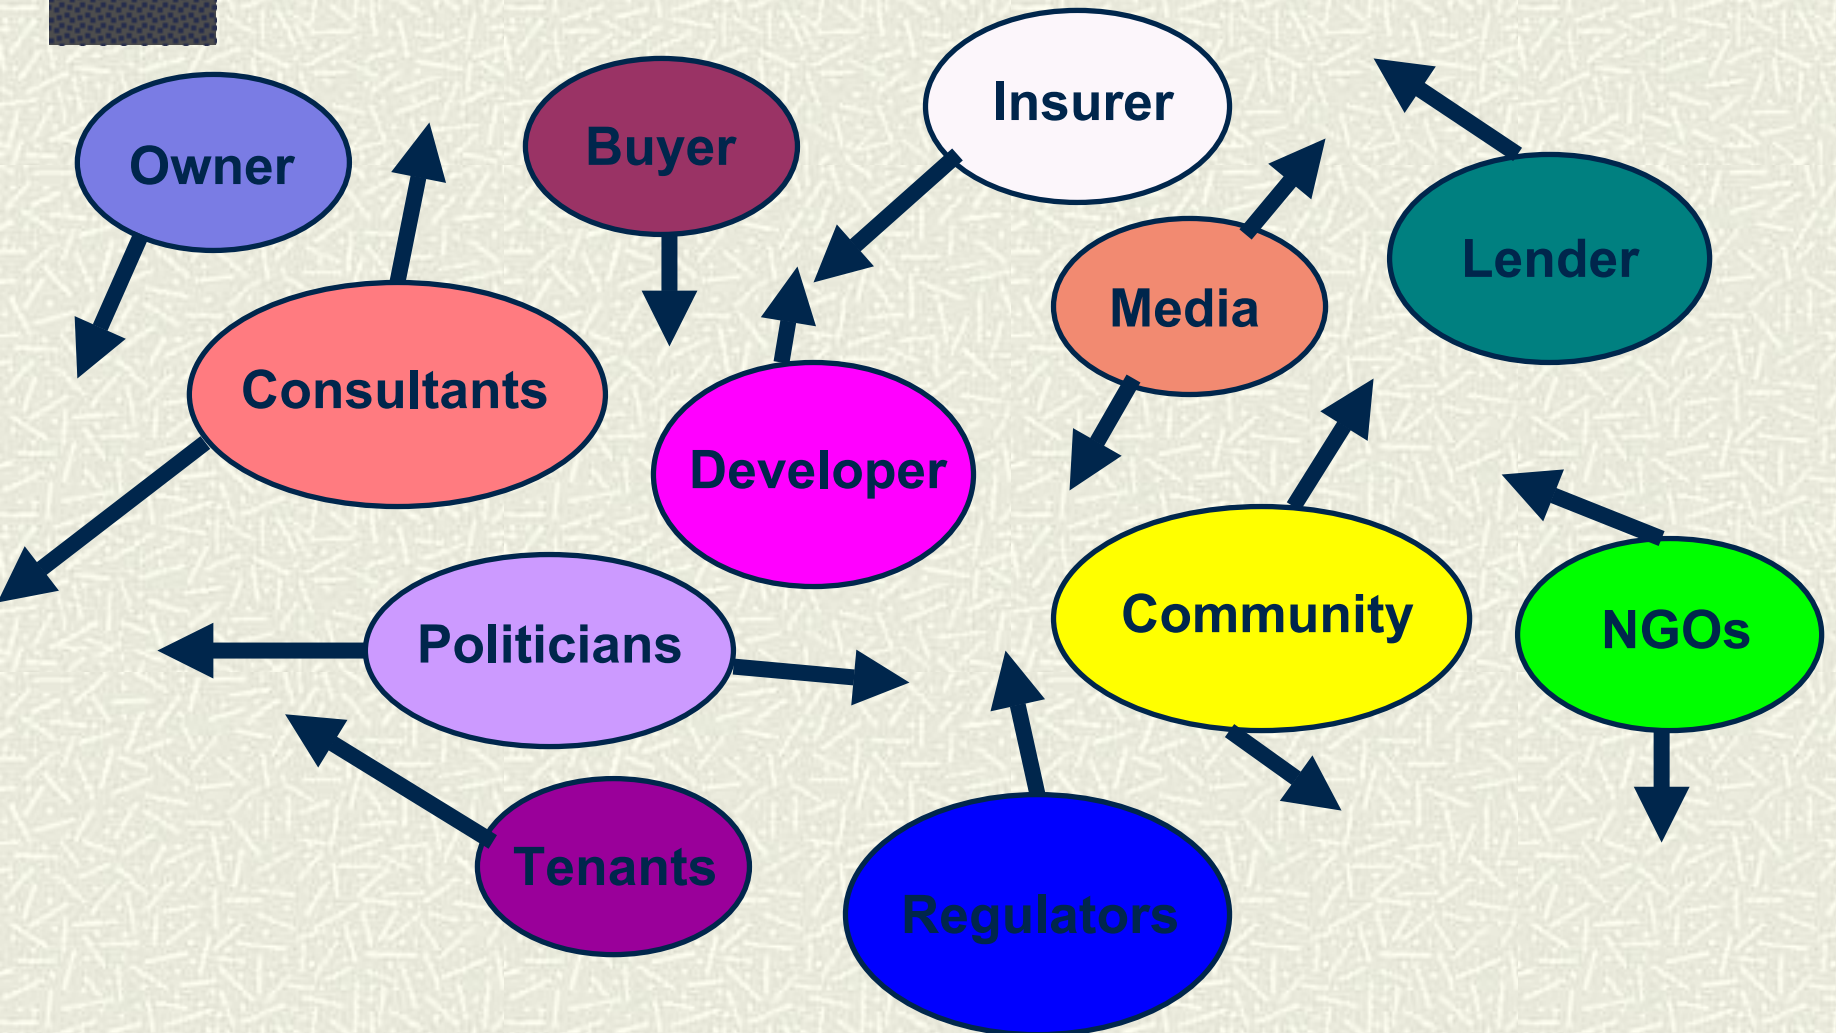 Insurer
Buyer
Owner
Lender
Media
Consultants
Developer
Community
NGOs
Politicians
Tenants
Regulators